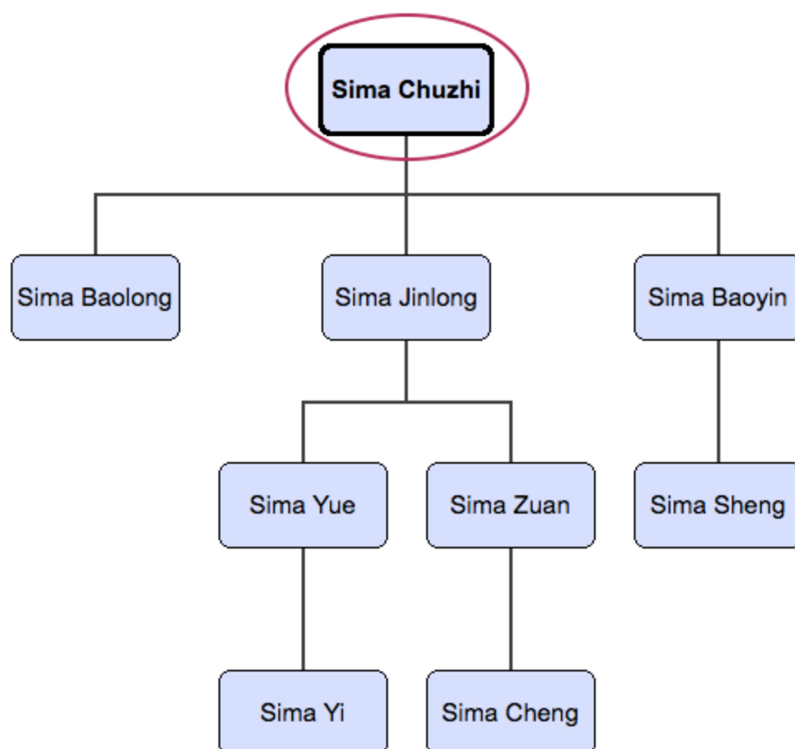 Sima Chuzhi
Sima Baolong
Sima Jinlong
Sima Baoyin
Sima Yue
Sima Zuan
Sima Sheng
Sima Yi
Sima Cheng